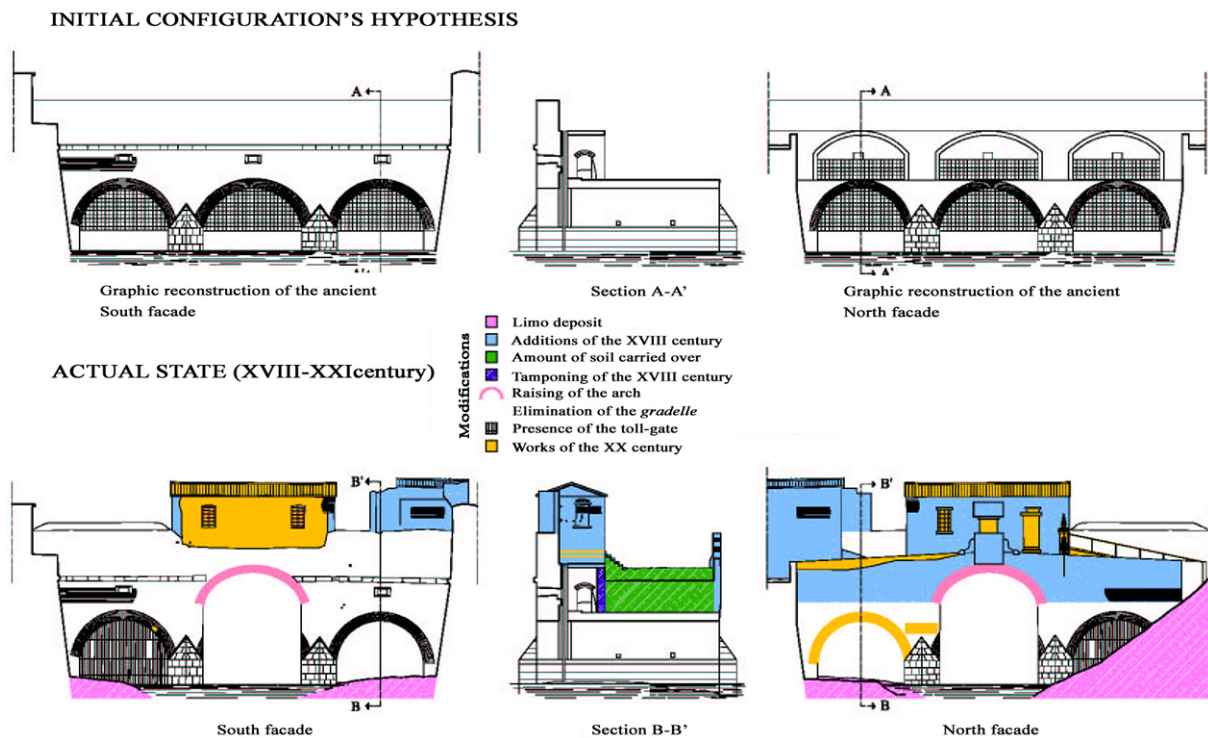 INITIAL CONFIGURATION'S HYPOTHESIS
A
A
Graphic reconstruction of the ancient
South facade
Section A-A'
A'
Graphic reconstruction of the ancient
North facade
Modifications
Limo deposit
Additions of the XVIII century
Amount of soil carried over
Tamponing of the XVIII century
Raising of the arch
Elimination of the gradelle
Presence of the toll-gate
Works of the XX century
ACTUAL STATE (XVIII-XXIcentury)
B'
B'
B
B
South facade
Section B-B'
North facade